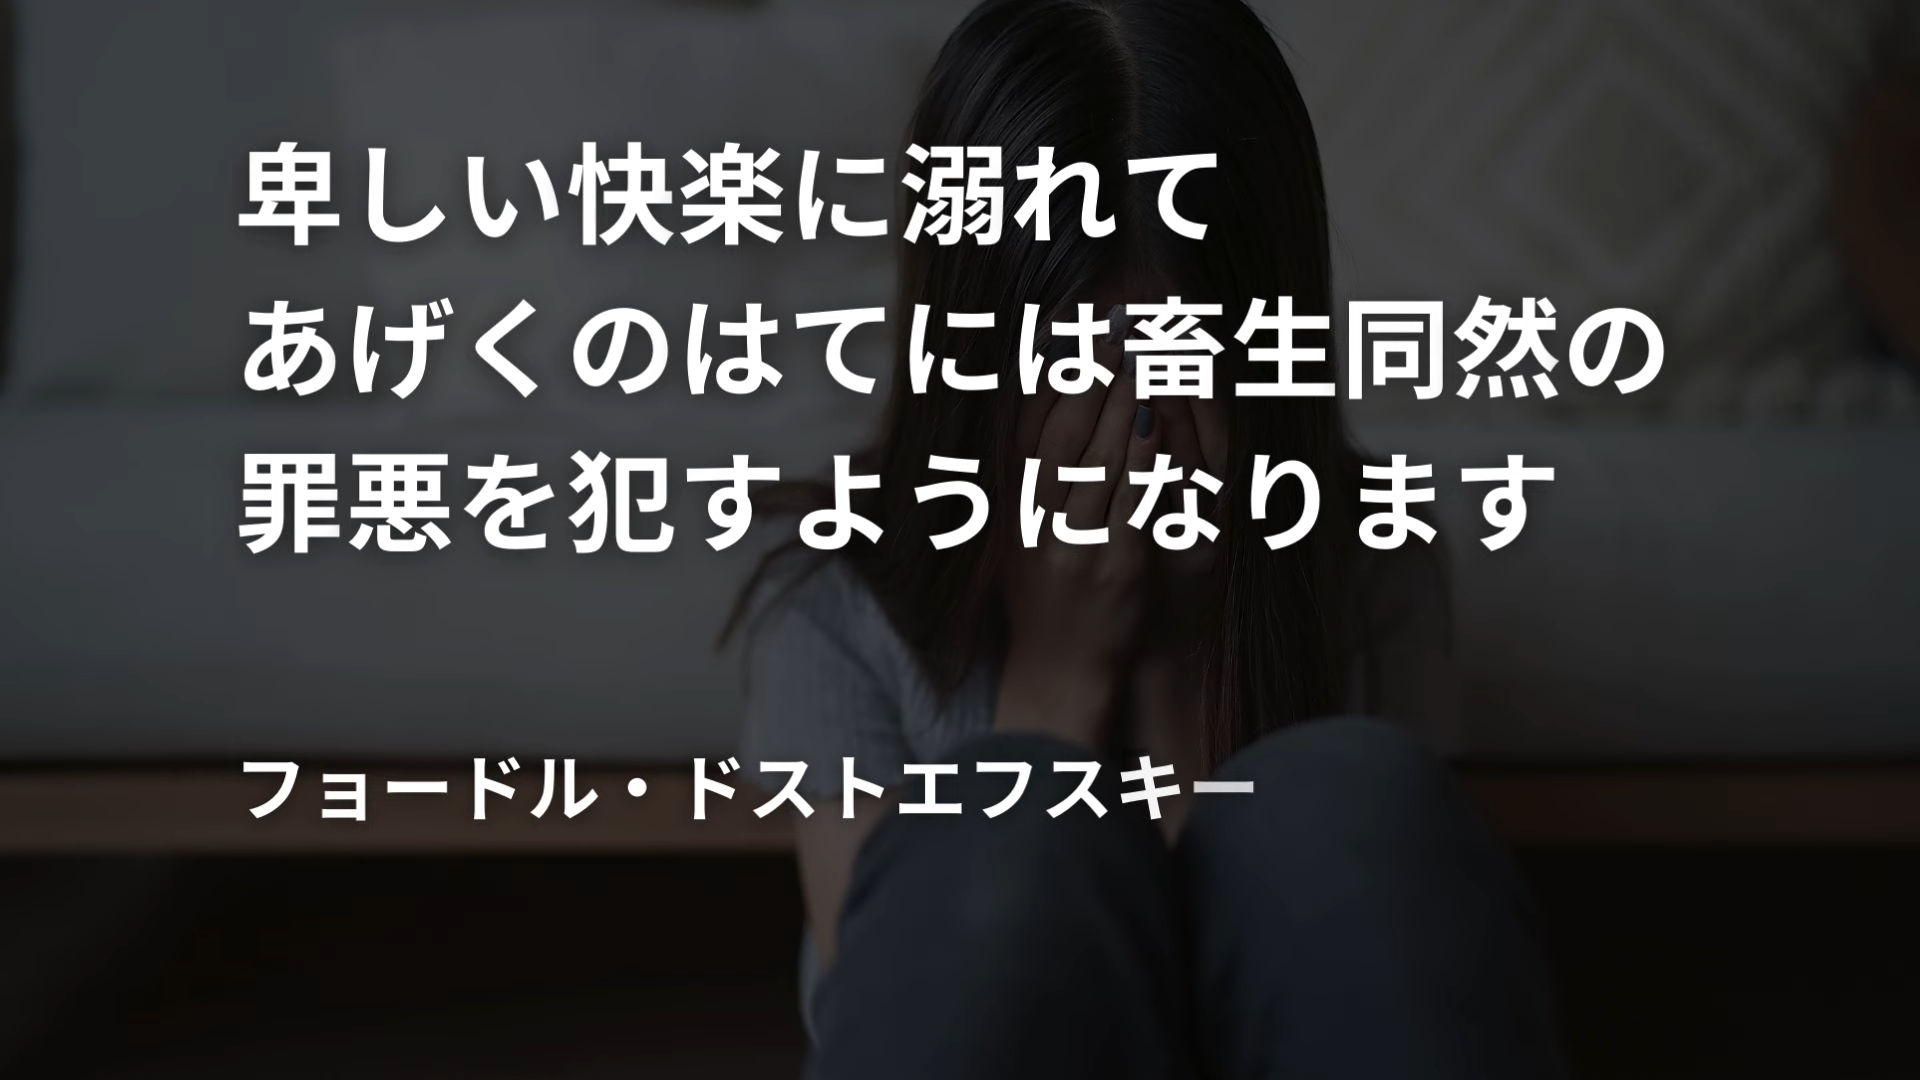 卑しい快楽に溺れて
あげくのはてには畜生同然の
罪悪を犯すようになります
フョードル・ドストエフスキー